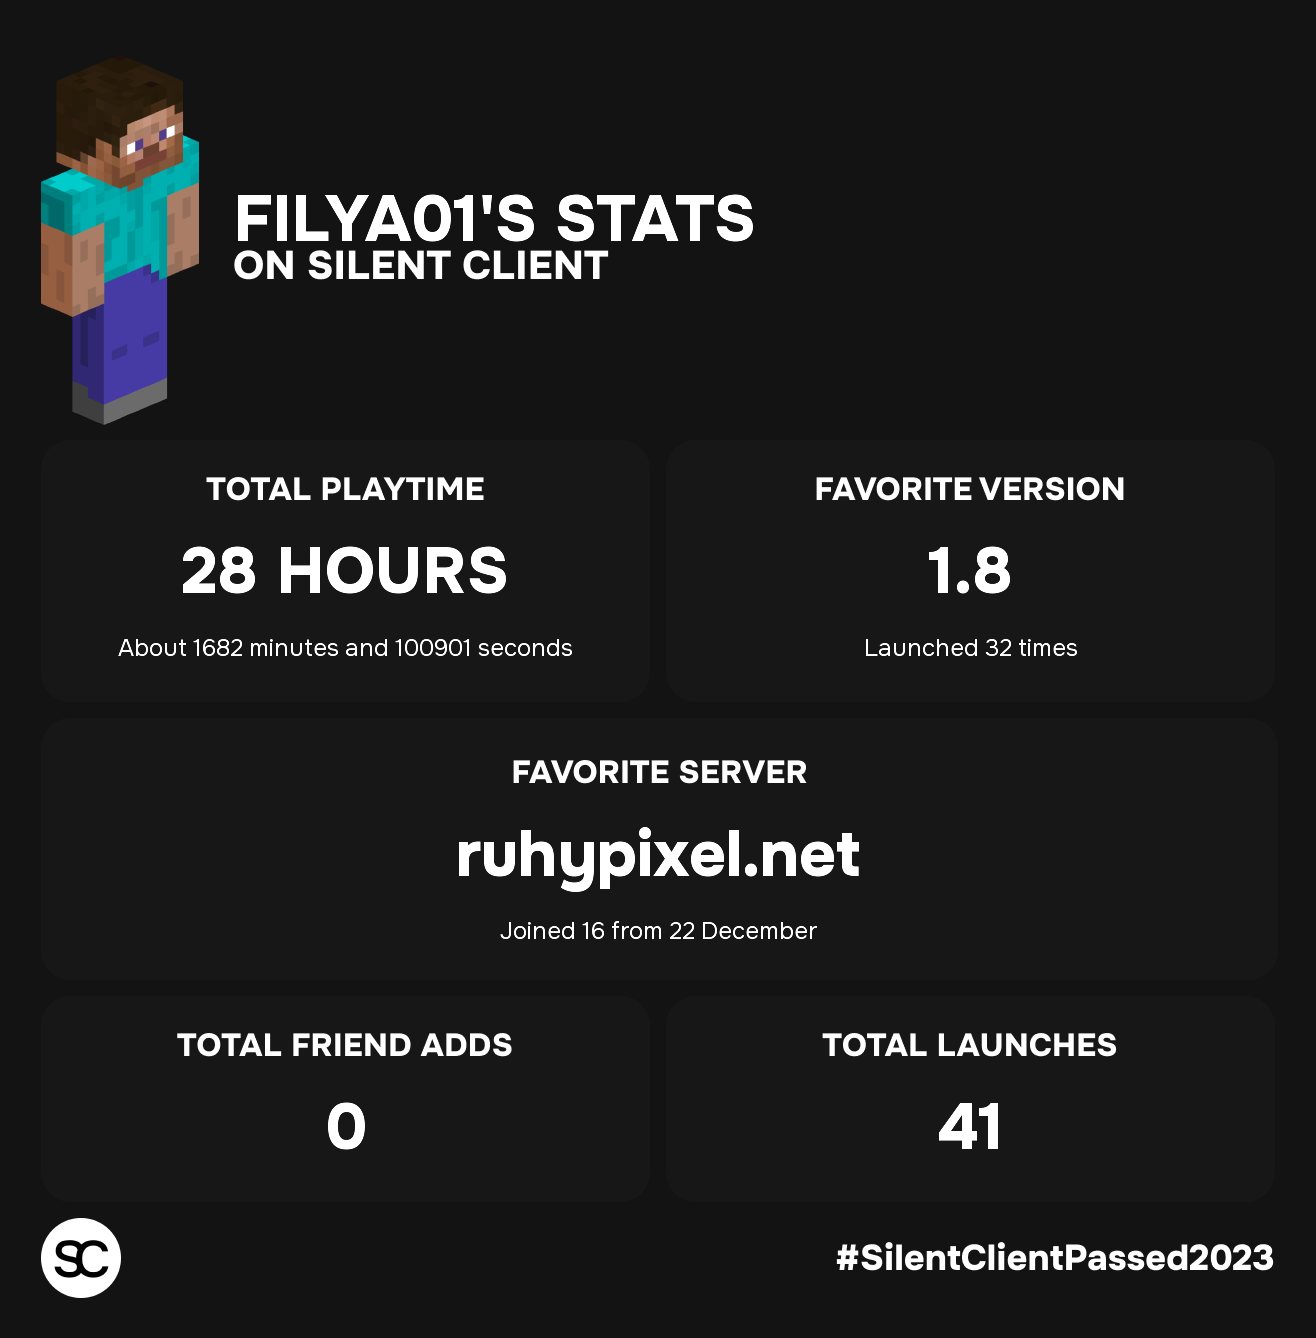 FILYA01'S STATS
ON SILENT CLIENT
TOTAL PLAYTIME
28 HOURS
About 1682 minutes and 100901 seconds
FAVORITE VERSION
1.8
Launched 32 times
FAVORITE SERVER
ruhypixel.net
Joined 16 from 22 December
TOTAL FRIEND ADDS
0
TOTAL LAUNCHES
41
SC
#SilentClientPassed2023